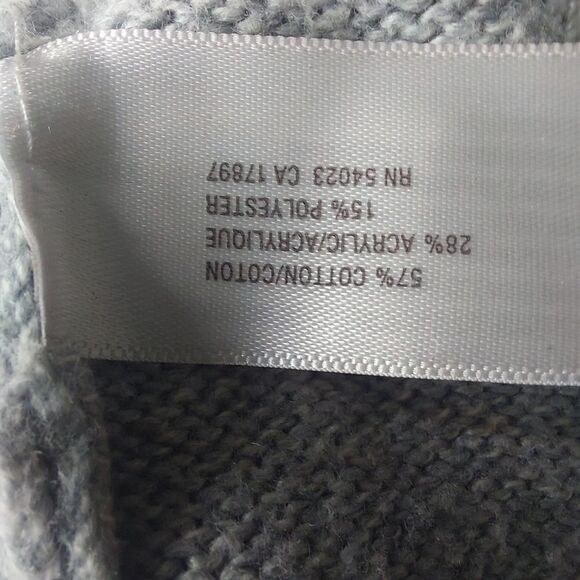 57% COTTON/COTON
28% ACRYLIC/ACRYLIQUE
15% POLYESTER
RN 54023 CA 17897